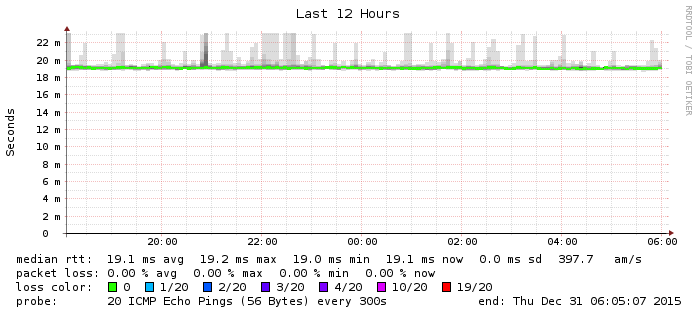 Last 12 Hours
RRDTOOL / TOBI OETIKER
Seconds
22 m
20 m
18 m
16 m
14 m
12 m
10 m
8 m
6 m
4 m
2 m
0
20:00 22:00 00:00 02:00 04:00 06:00
median rtt: 19.1 ms avg 19.2 ms max 19.0 ms min 19.1 ms now 0.0 ms sd 397.7 am/s
packet loss: 0.00 % avg 0.00 % max 0.00 % min 0.00 % now
loss color: 0 1/20 2/20 3/20 4/20 10/20 19/20
probe: 20 ICMP Echo Pings (56 Bytes) every 300s end: Thu Dec 31 06:05:07 2015